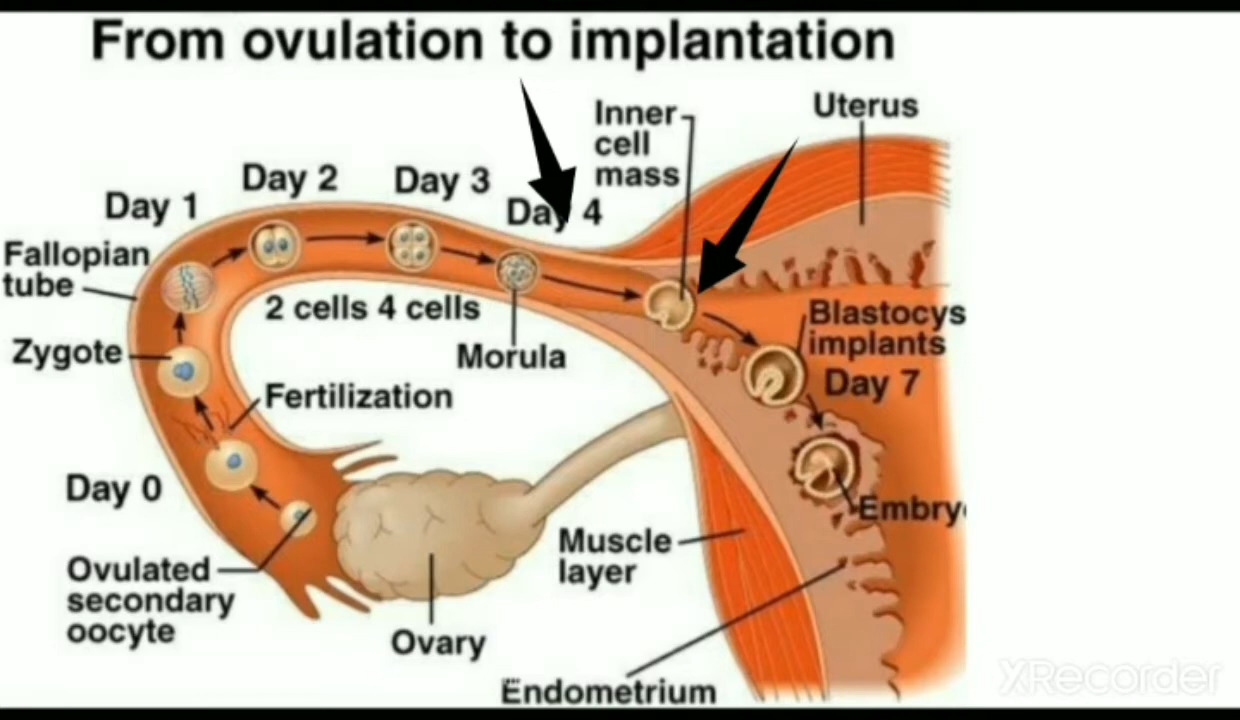 From ovulation to implantation
Inner
cell
mass
Uterus
Day 1
Day 2
Day 3
Day 4
Fallopian
tube
2 cells 4 cells
Zygote
Morula
Fertilization
Blastocys
implants
Day 7
Day 0
Embry
Ovulated
secondary
oocyte
Ovary
Muscle
layer
Endometrium
XRecorder